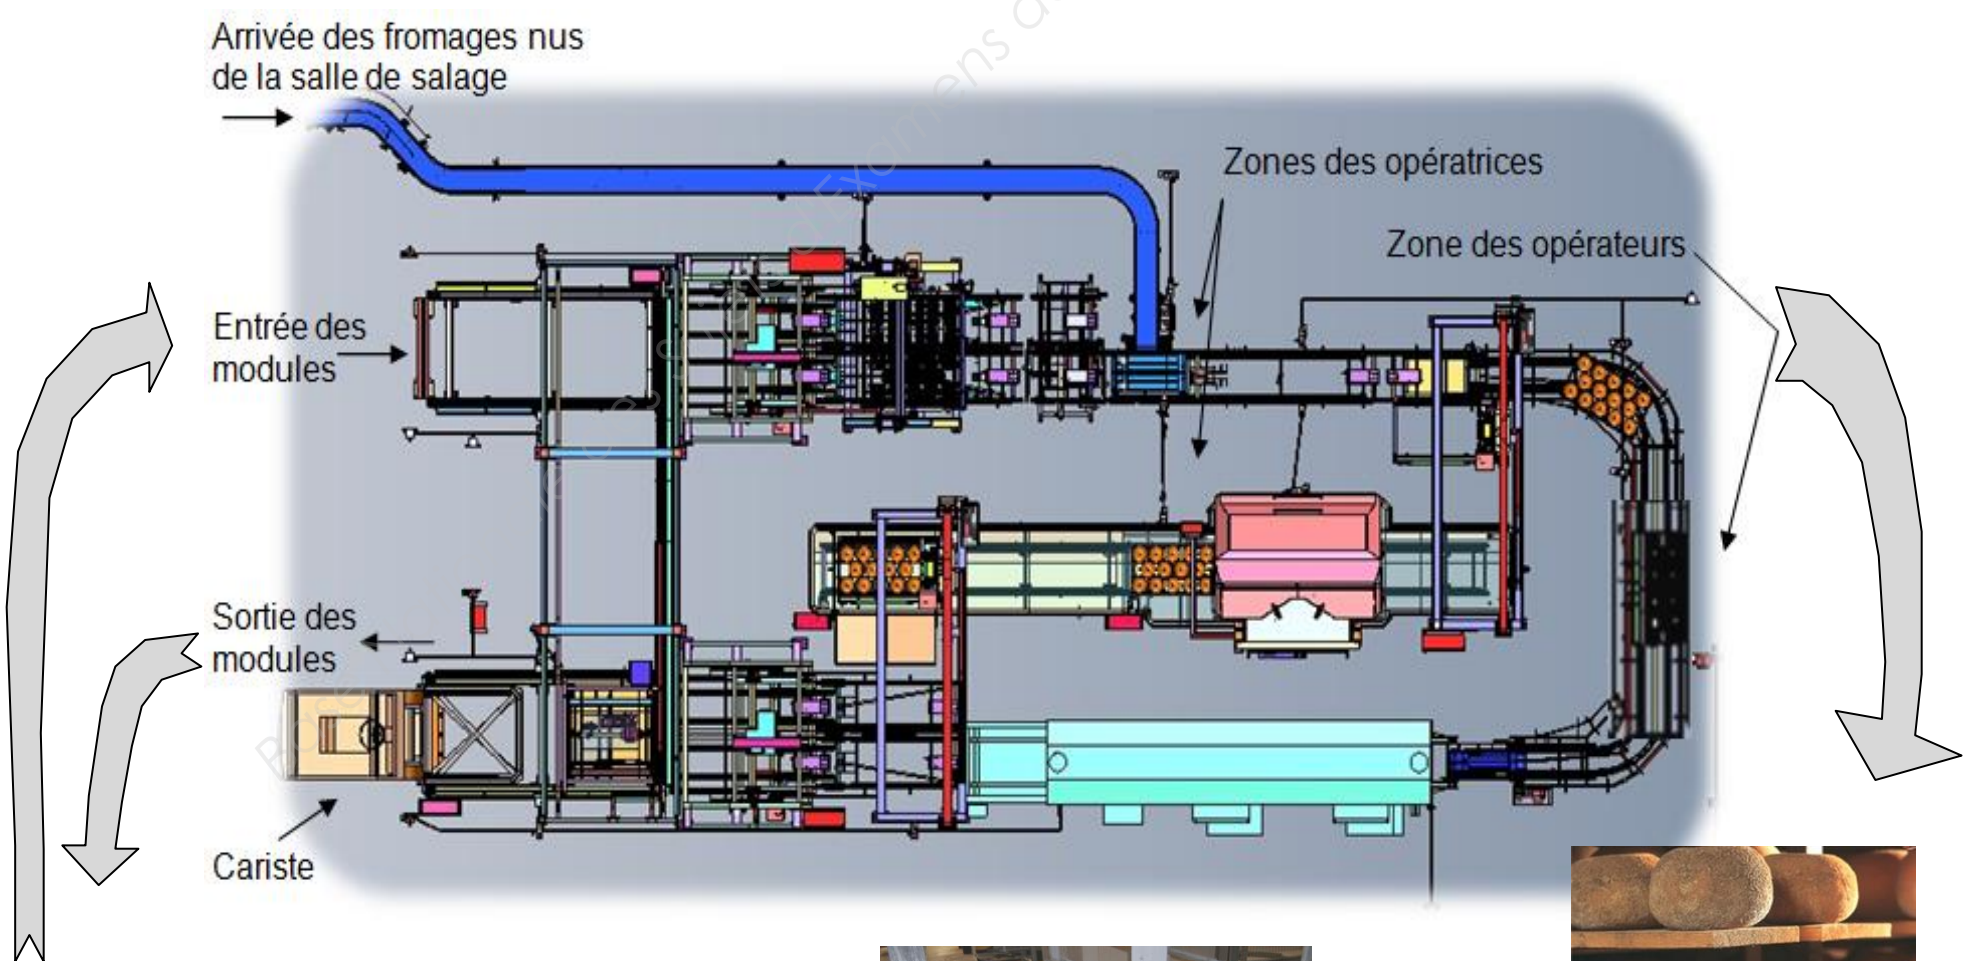 Arrivée des fromages nus
de la salle de salage
Zones des opératrices
Zone des opérateurs
Entrée des
modules
Sortie des
modules
Cariste